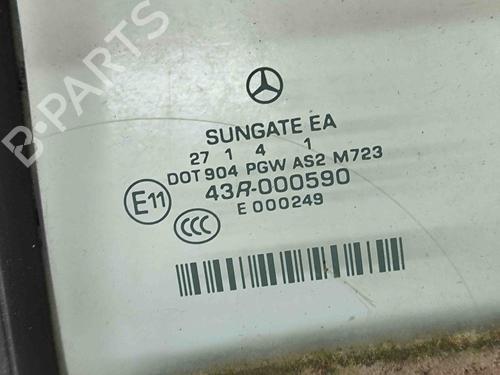 SUNGATE EA
27 1 4 1
DOT 904 PGW AS2 M723
43R-000590
E11
E 000249
CCC
B-PARTS